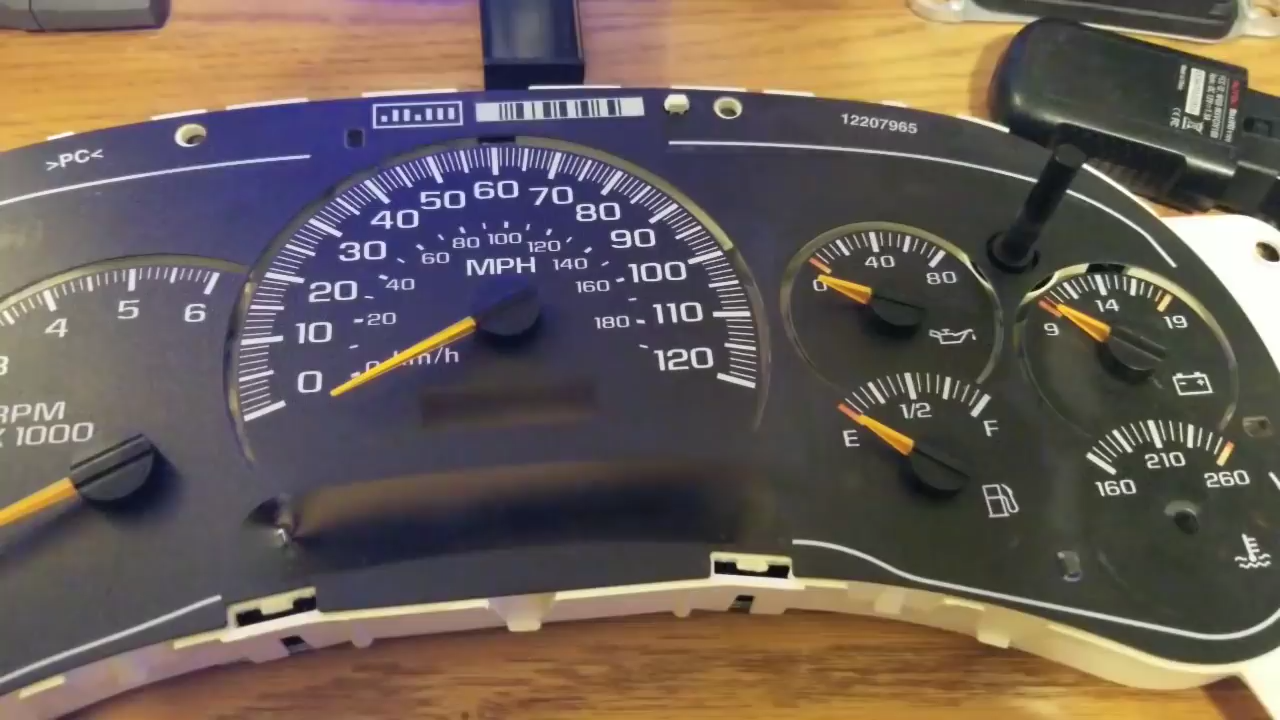 >PC<
12207965
50 60 70
40 80
30 90
20 100
10 110
0 120
80 100 120
60 140
40 160
20 180
0 km/h
MPH
4 5 6
RPM
X 1000
0 40 80
9 14 19
E 1/2 F
160 210 260